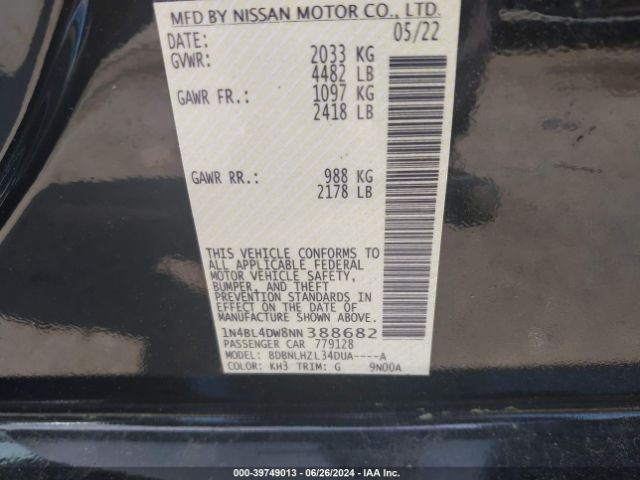 MFD BY NISSAN MOTOR CO., LTD.
DATE: 05/22
GVWR: 2033 KG
4482 LB
GAWR FR.: 1097 KG
2418 LB
GAWR RR.: 988 KG
2178 LB
THIS VEHICLE CONFORMS TO
ALL APPLICABLE FEDERAL
MOTOR VEHICLE SAFETY,
BUMPER, AND THEFT
PREVENTION STANDARDS IN
EFFECT ON THE DATE OF
MANUFACTURE SHOWN ABOVE.
1N4BL4DW8NN388682
PASSENGER CAR 779128
MODEL: BDBNLHZL34DUA----A
COLOR: KH3 TRIM: G 9N00A
000-39749013 - 06/26/2024 - IAA Inc.